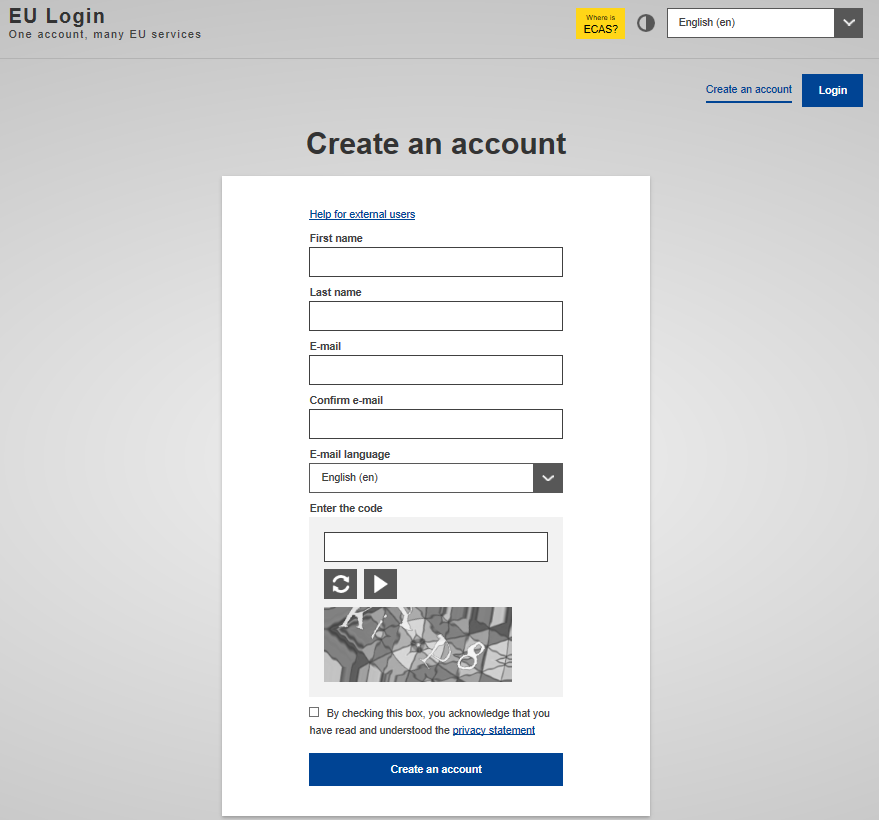 EU Login
One account, many EU services
Where is
ECAS?
English (en)
Create an account
Login
Create an account
Help for external users
First name
Last name
E-mail
Confirm e-mail
E-mail language
English (en)
Enter the code
By checking this box, you acknowledge that you
have read and understood the privacy statement
Create an account